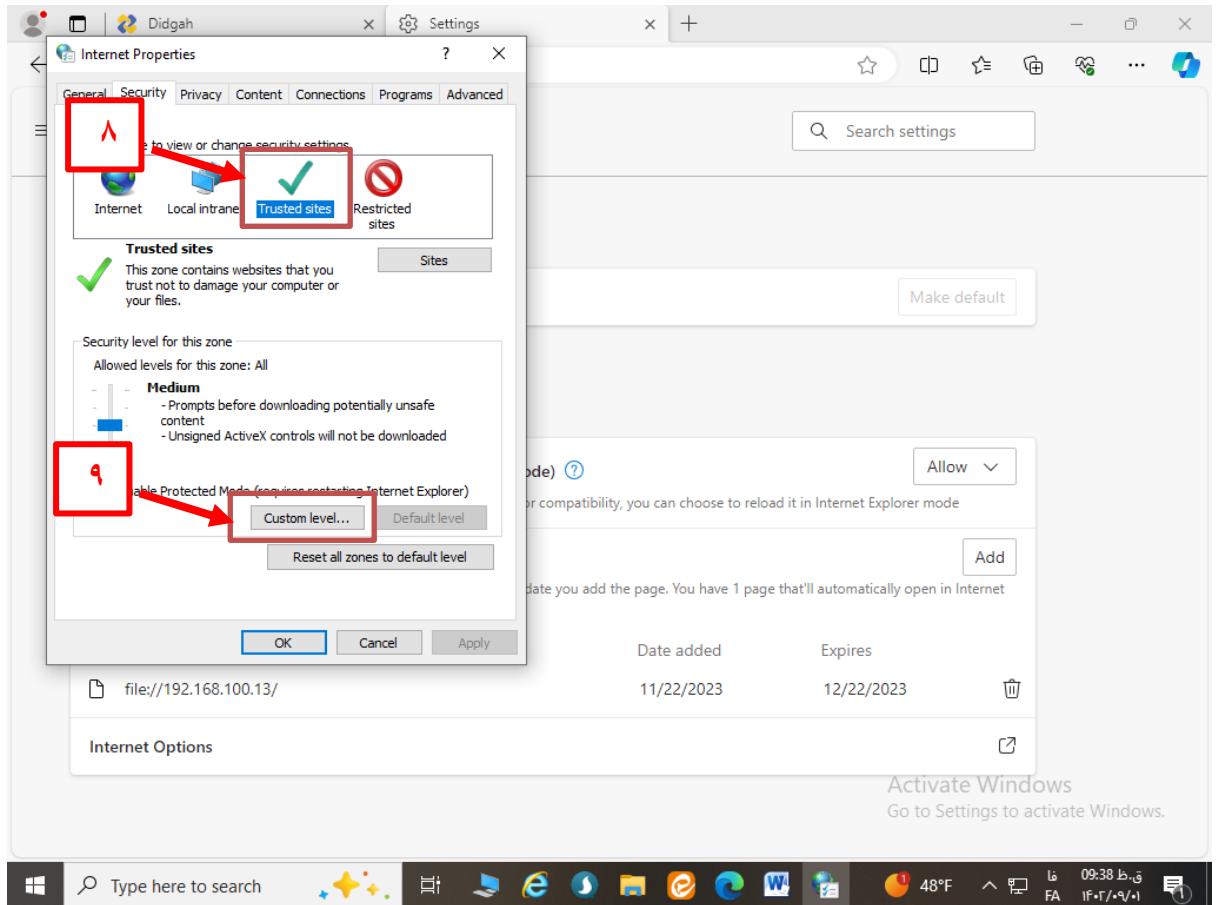 Didgah
Settings
Internet Properties
?
General Security Privacy Content Connections Programs Advanced
Search settings
۸
to view or change security settings.
Internet
Local intranet
Trusted sites
Restricted
sites
Trusted sites
This zone contains websites that you
trust not to damage your computer or
your files.
Sites
Make default
Security level for this zone
Allowed levels for this zone: All
Medium
- Prompts before downloading potentially unsafe
content
- Unsigned ActiveX controls will not be downloaded
۹
able Protected Mode (requires restarting Internet Explorer)
Custom level...
Default level
Reset all zones to default level
OK
Cancel
Apply
ode)
?
Allow
or compatibility, you can choose to reload it in Internet Explorer mode
Add
date you add the page. You have 1 page that'll automatically open in Internet
Date added
Expires
file://192.168.100.13/
11/22/2023
12/22/2023
Internet Options
Activate Windows
Go to Settings to activate Windows.
Type here to search
48°F
فا
FA
09:38 ق.ظ
۱۴۰۲/۰۹/۰۱
1